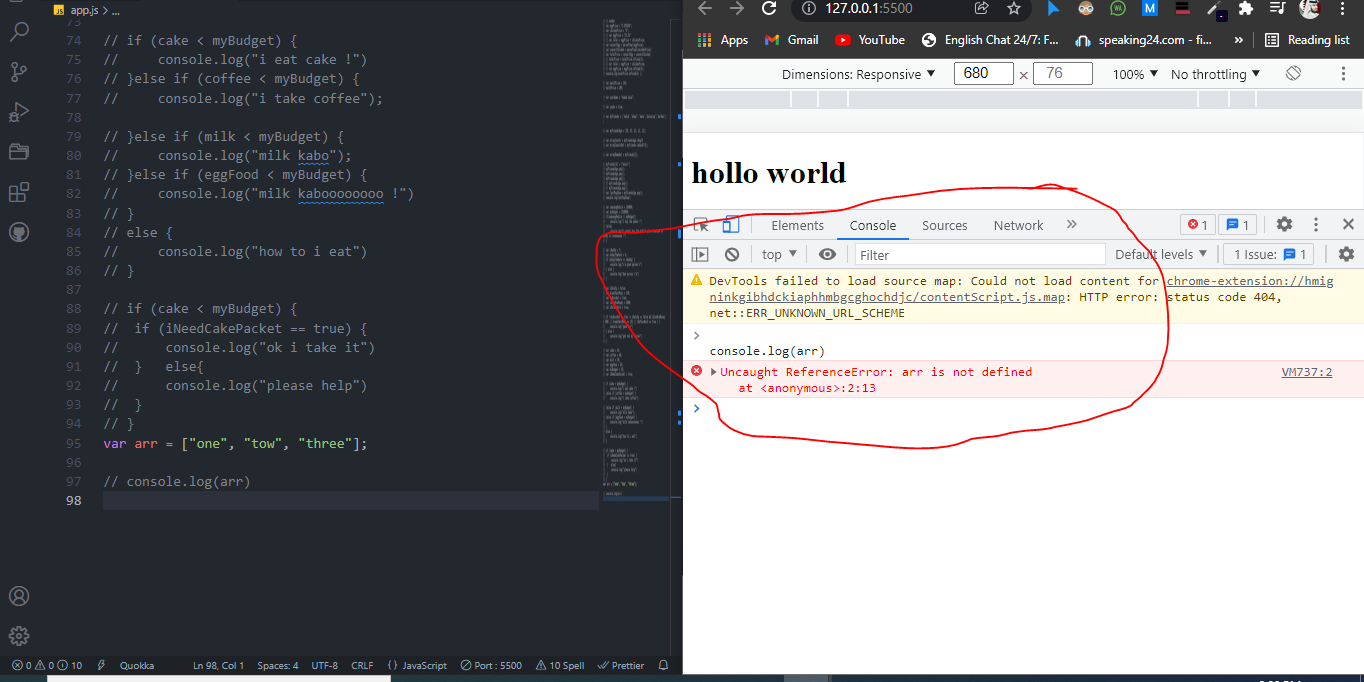 app.js > ...
73
74 // if (cake < myBudget) {
75 //     console.log("i eat cake !")
76 // }else if (coffee < myBudget) {
77 //     console.log("i take coffee");
78
79 // }else if (milk < myBudget) {
80 //     console.log("milk kabo");
81 // }else if (eggFood < myBudget) {
82 //     console.log("milk kaboooooooo !")
83 // }
84 // else {
85 //     console.log("how to i eat")
86 // }
87
88 // if (cake < myBudget) {
89 //  if (iNeedCakePacket == true) {
90 //      console.log("ok i take it")
91 //  }   else{
92 //      console.log("please help")
93 //  }
94 // }
95 var arr = ["one", "tow", "three"];
96
97 // console.log(arr)
98
0 0 10 Quokka Ln 98, Col 1 Spaces: 4 UTF-8 CRLF {} JavaScript Port : 5500 10 Spell Prettier
127.0.0.1:5500
Apps Gmail YouTube English Chat 24/7: F... speaking24.com - fi... » Reading list
Dimensions: Responsive 680 × 76 100% No throttling
hollo world
Elements Console Sources Network » 1 1
top Filter Default levels 1 Issue: 1
DevTools failed to load source map: Could not load content for chrome-extension://hmig
ninkgibhdckiaphhmbgcghochdjc/contentScript.js.map: HTTP error: status code 404,
net::ERR_UNKNOWN_URL_SCHEME
>
console.log(arr)
Uncaught ReferenceError: arr is not defined VM737:2
at <anonymous>:2:13
>